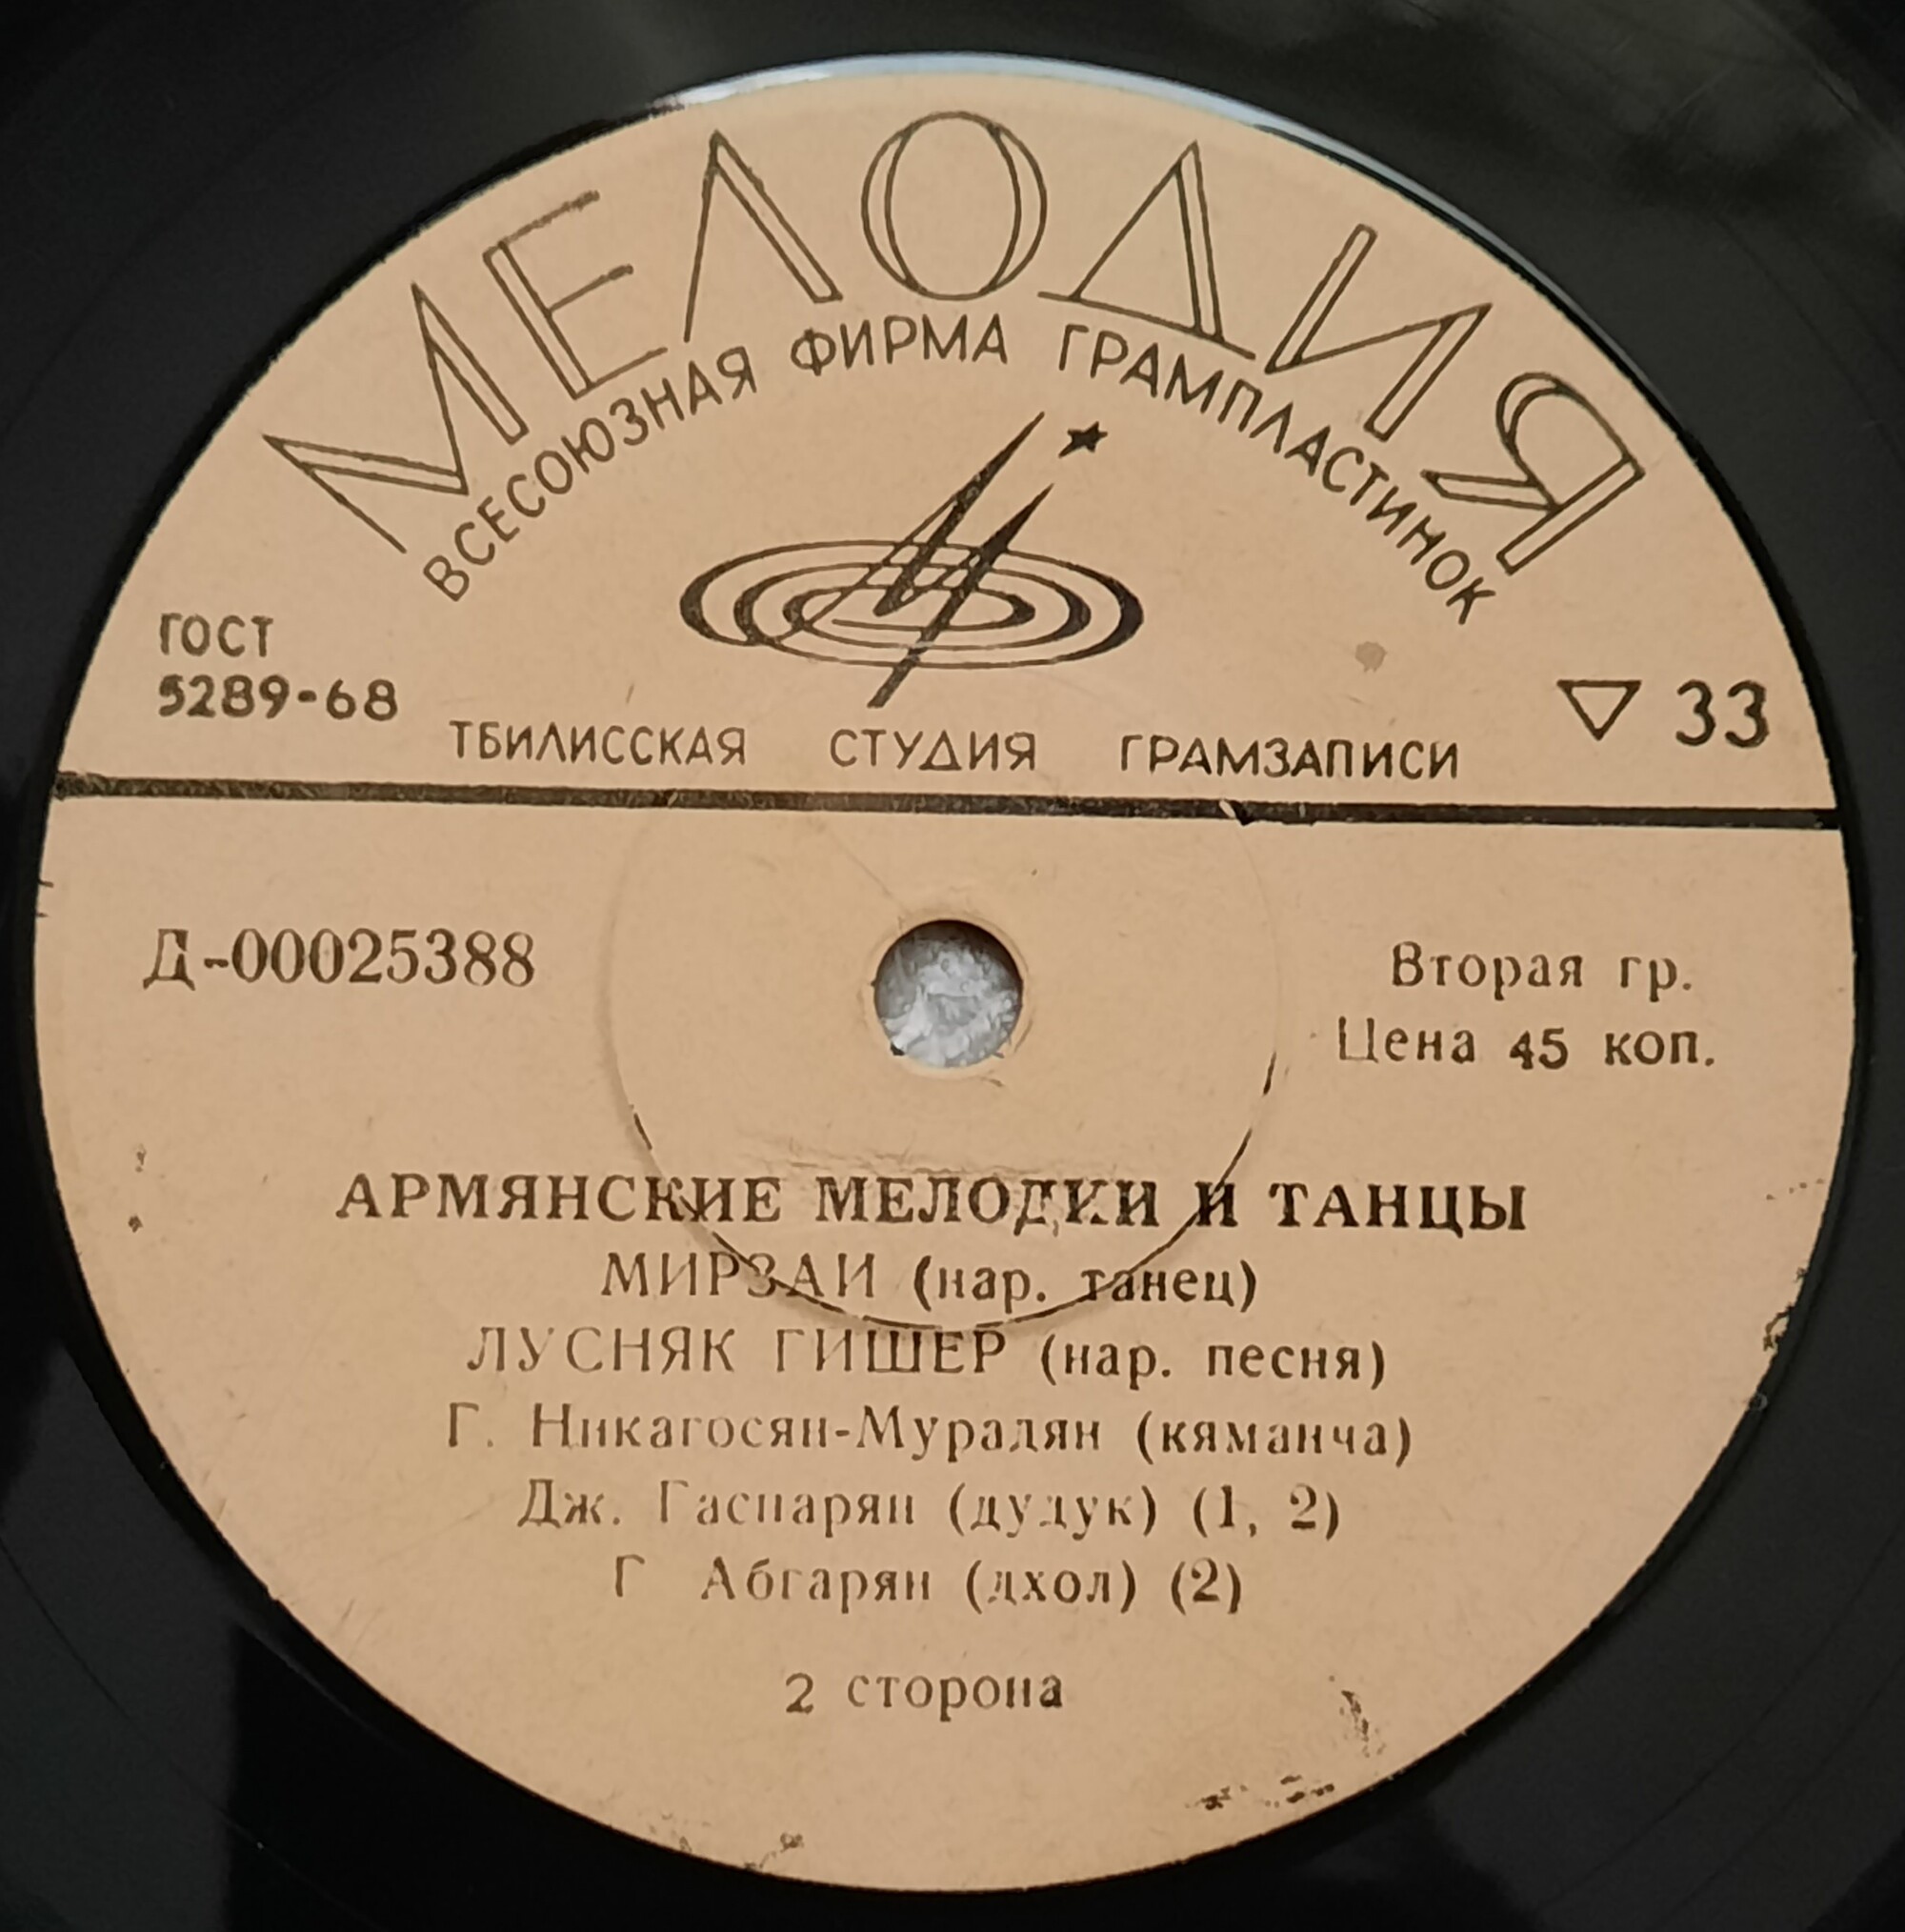 МЕЛОДИЯ
ВСЕСОЮЗНАЯ ФИРМА ГРАМПЛАСТИНОК
ГОСТ
5289-68
33
ТБИЛИССКАЯ СТУДИЯ ГРАМЗАПИСИ
Д-00025388
Вторая гр.
Цена 45 коп.
АРМЯНСКИЕ МЕЛОДИИ И ТАНЦЫ
МИРЗАИ (нар. танец)
ЛУСНЯК ГИШЕР (нар. песня)
Г. Никагосян-Мурадян (кяманча)
Дж. Гаспарян (дудук) (1, 2)
Г Абгарян (дхол) (2)
2 сторона